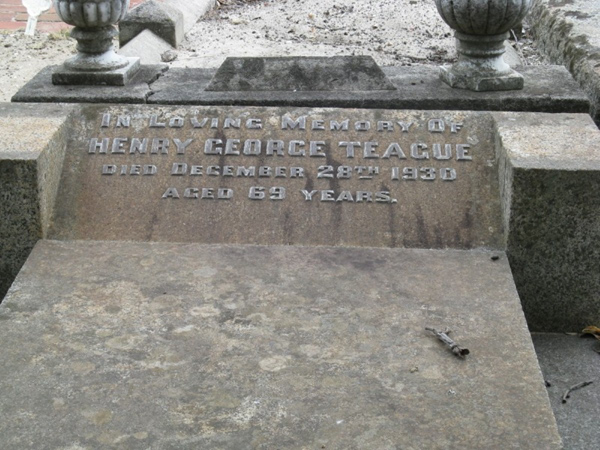 In Loving Memory Of
Henry George Teague
Died December 28th 1930
Aged 69 Years.